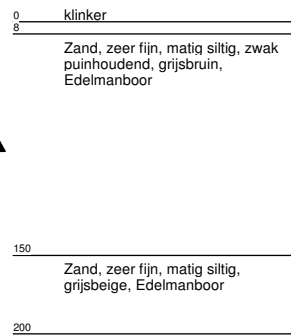 0 klinker
8
Zand, zeer fijn, matig siltig, zwak
puinhoudend, grijsbruin,
Edelmanboor
150
Zand, zeer fijn, matig siltig,
grijsbeige, Edelmanboor
200